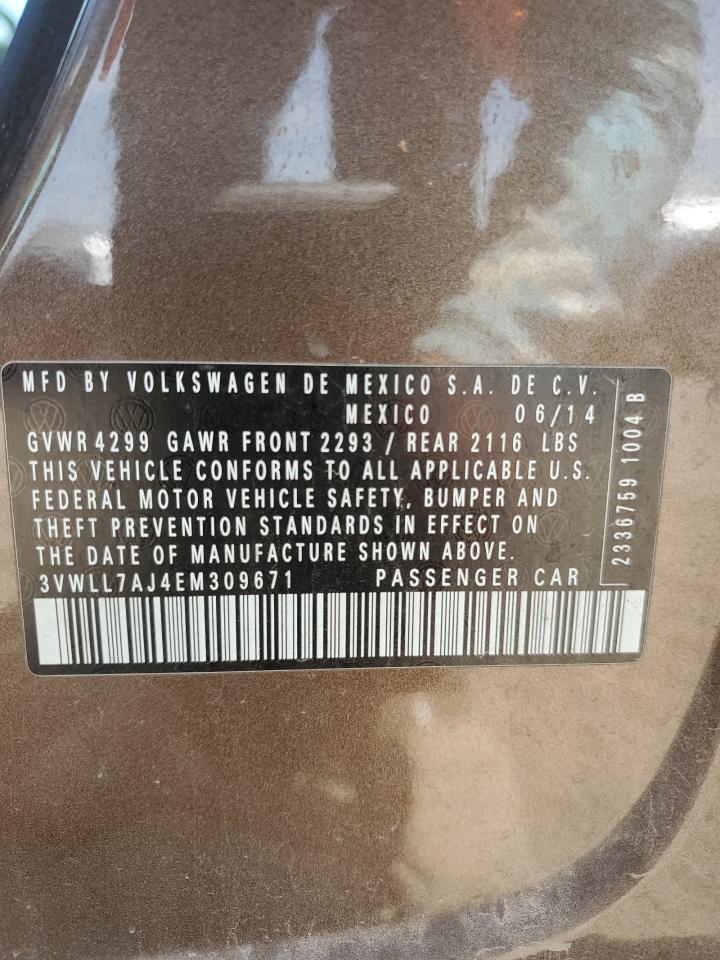 MFD BY VOLKSWAGEN DE MEXICO S.A. DE C.V.
MEXICO 06/14
GVWR 4299 GAWR FRONT 2293 / REAR 2116 LBS
THIS VEHICLE CONFORMS TO ALL APPLICABLE U.S.
FEDERAL MOTOR VEHICLE SAFETY, BUMPER AND
THEFT PREVENTION STANDARDS IN EFFECT ON
THE DATE OF MANUFACTURE SHOWN ABOVE.
3VWLL7AJ4EM309671 PASSENGER CAR
2336759 1004 B